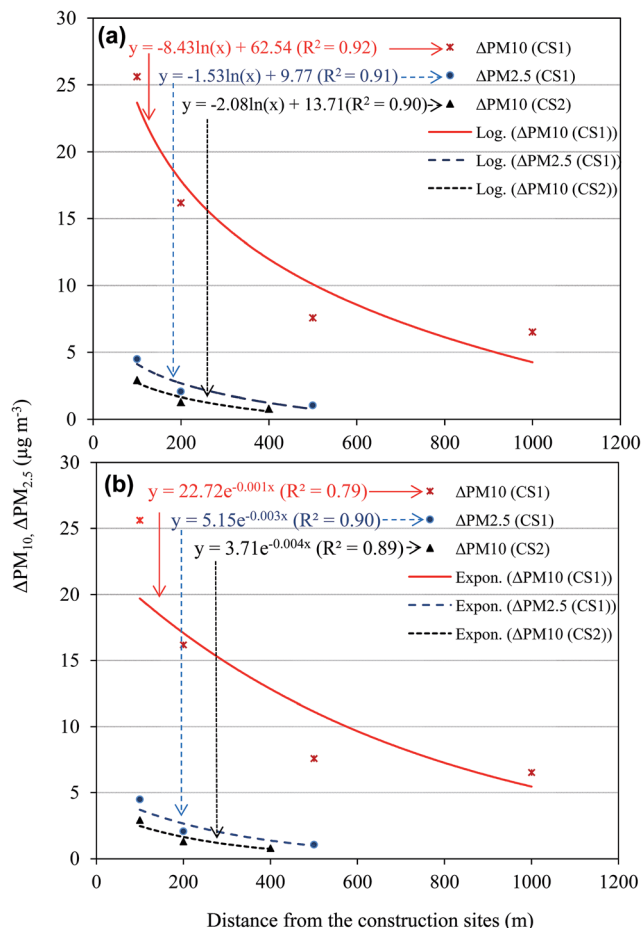 (a)
y = -8.43ln(x) + 62.54 (R² = 0.92)
y = -1.53ln(x) + 9.77 (R² = 0.91)
y = -2.08ln(x) + 13.71(R² = 0.90)
ΔPM10 (CS1)
ΔPM2.5 (CS1)
ΔPM10 (CS2)
Log. (ΔPM10 (CS1))
Log. (ΔPM2.5 (CS1))
Log. (ΔPM10 (CS2))
30
25
20
15
10
5
0
0 200 400 600 800 1000 1200
ΔPM₁₀, ΔPM₂.₅ (µg m⁻³)
(b)
y = 22.72e⁻⁰·⁰⁰¹ˣ (R² = 0.79)
y = 5.15e⁻⁰·⁰⁰³ˣ (R² = 0.90)
y = 3.71e⁻⁰·⁰⁰⁴ˣ (R² = 0.89)
ΔPM10 (CS1)
ΔPM2.5 (CS1)
ΔPM10 (CS2)
Expon. (ΔPM10 (CS1))
Expon. (ΔPM2.5 (CS1))
Expon. (ΔPM10 (CS2))
30
25
20
15
10
5
0
0 200 400 600 800 1000 1200
Distance from the construction sites (m)